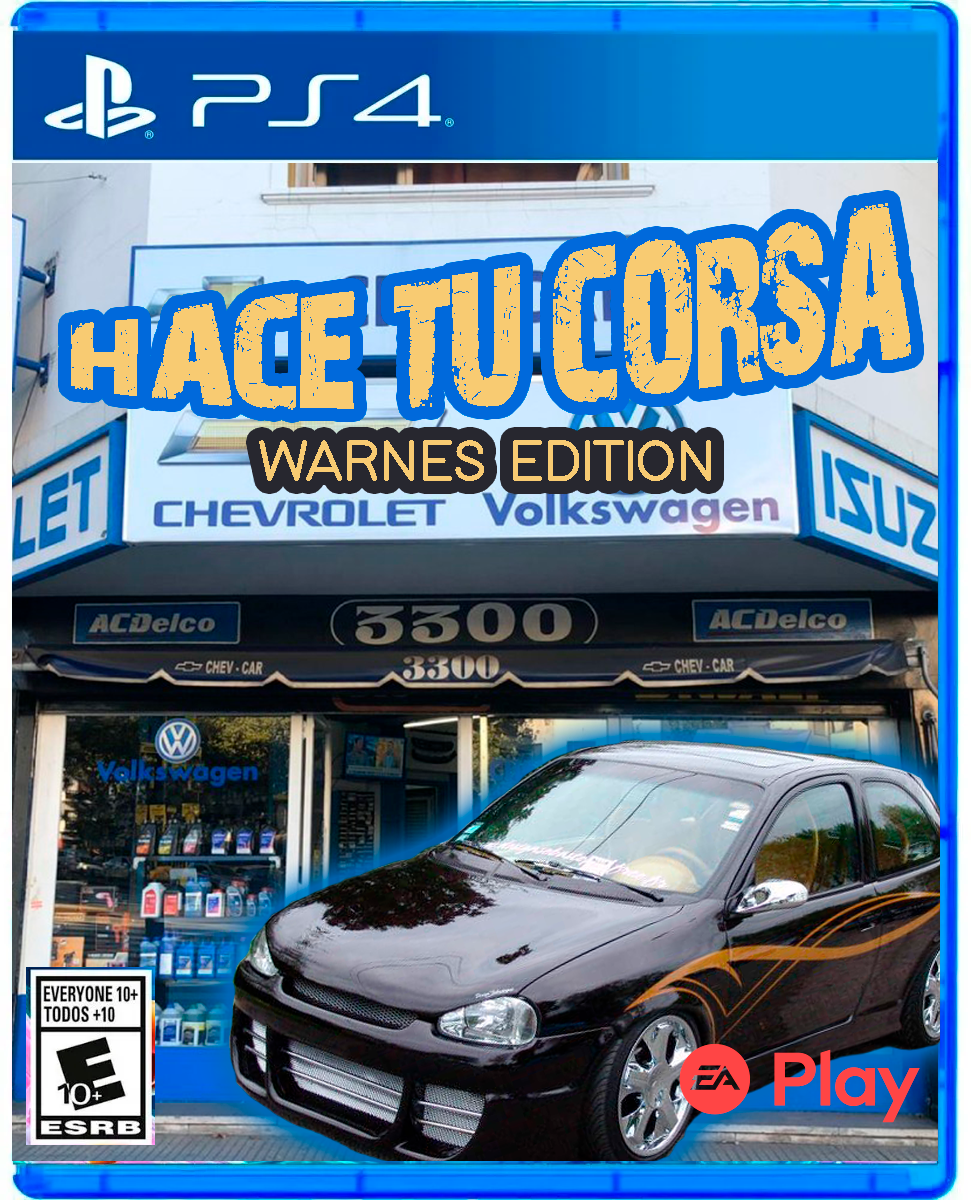 PS4
HACE TU CORSA
WARNES EDITION
CHEVROLET Volkswagen
LET
ISUZ
ACDelco
3300
ACDelco
CHEV-CAR
3300
CHEV-CAR
Volkswagen
EVERYONE 10+
TODOS +10
E
10+
ESRB
EA Play